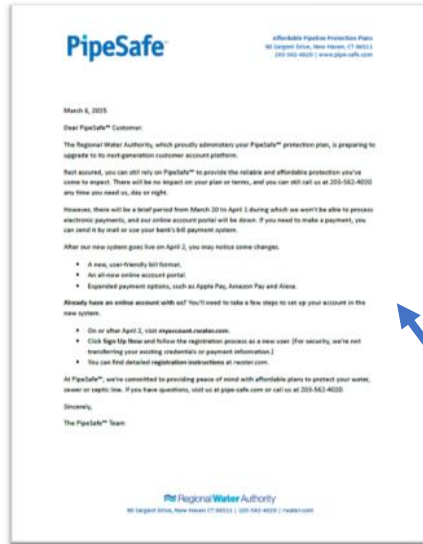 PipeSafe
Affordable Pipeline Protection Plans
90 Sargent Drive, New Haven, CT 06511
203-562-4020 | www.pipe-safe.com
March 6, 2025
Dear PipeSafe™ Customer:
The Regional Water Authority, which proudly administers your PipeSafe™ protection plan, is preparing to
upgrade to its next-generation customer account platform.
Rest assured, you can still rely on PipeSafe™ to provide the reliable and affordable protection you've
come to expect. There will be no impact on your plan or terms, and you can still call us at 203-562-4020
any time you need us, day or night.
However, there will be a brief period from March 20 to April 1 during which we won't be able to process
electronic payments, and our online account portal will be down. If you need to make a payment, you
can send it by mail or use your bank's bill payment system.
After our new system goes live on April 2, you may notice some changes.
• A new, user-friendly bill format.
• An all-new online account portal.
• Expanded payment options, such as Apple Pay, Amazon Pay and Alexa.
Already have an online account with us? You'll need to take a few steps to set up your account in the
new system.
• On or after April 2, visit myaccount.rwater.com.
• Click Sign Up Now and follow the registration process as a new user. (For security, we're not
transferring your existing credentials or payment information.)
• You can find detailed registration instructions at rwater.com.
At PipeSafe™, we're committed to providing peace of mind with affordable plans to protect your water,
sewer or septic line. If you have questions, visit us at pipe-safe.com or call us at 203-562-4020.
Sincerely,
The PipeSafe™ Team
Regional Water Authority
90 Sargent Drive, New Haven CT 06511 | 203-562-4020 | rwater.com